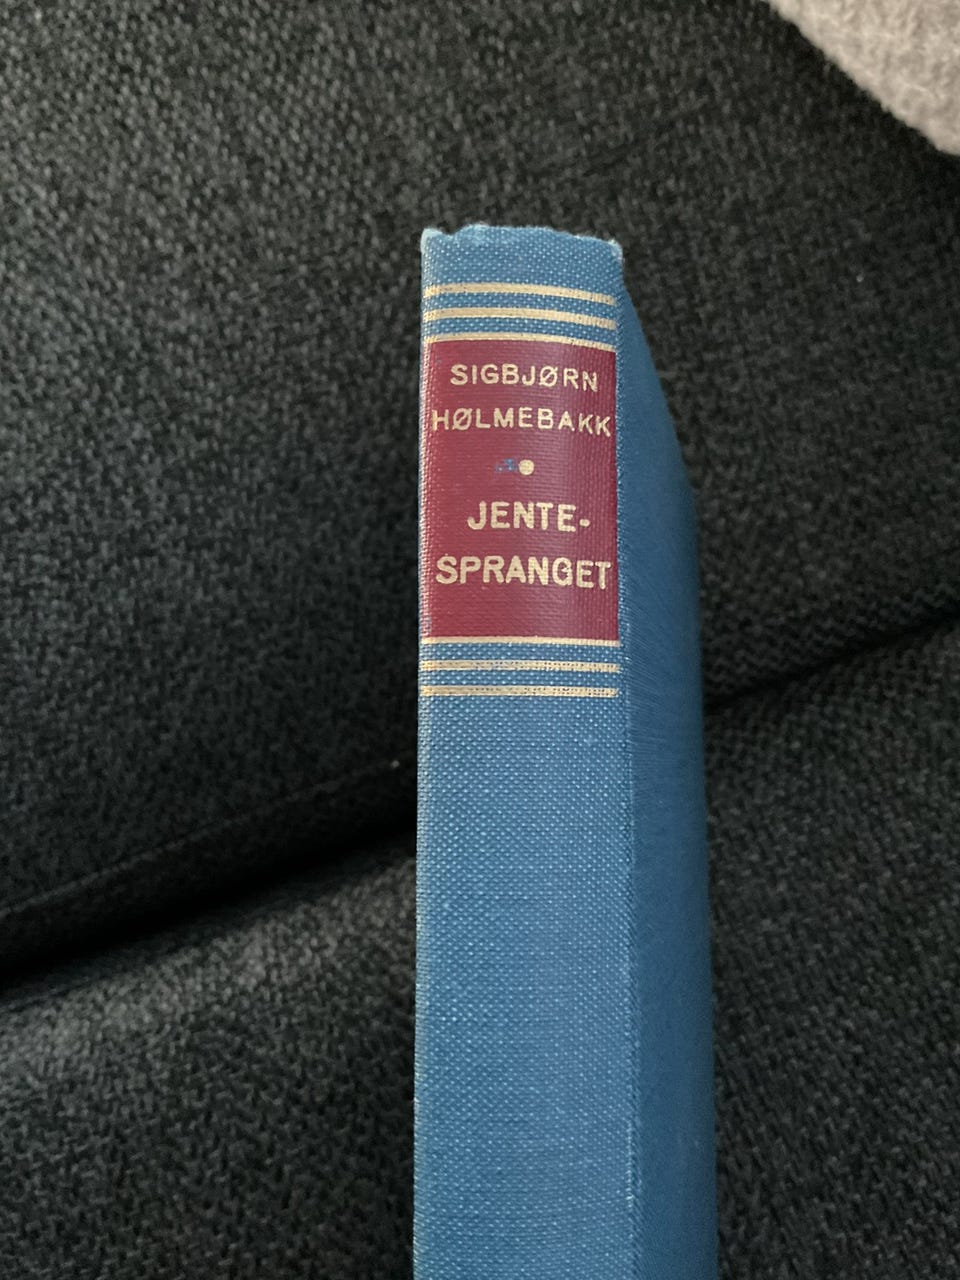 SIGBJØRN
HØLMEBAKK
JENTE-
SPRANGET